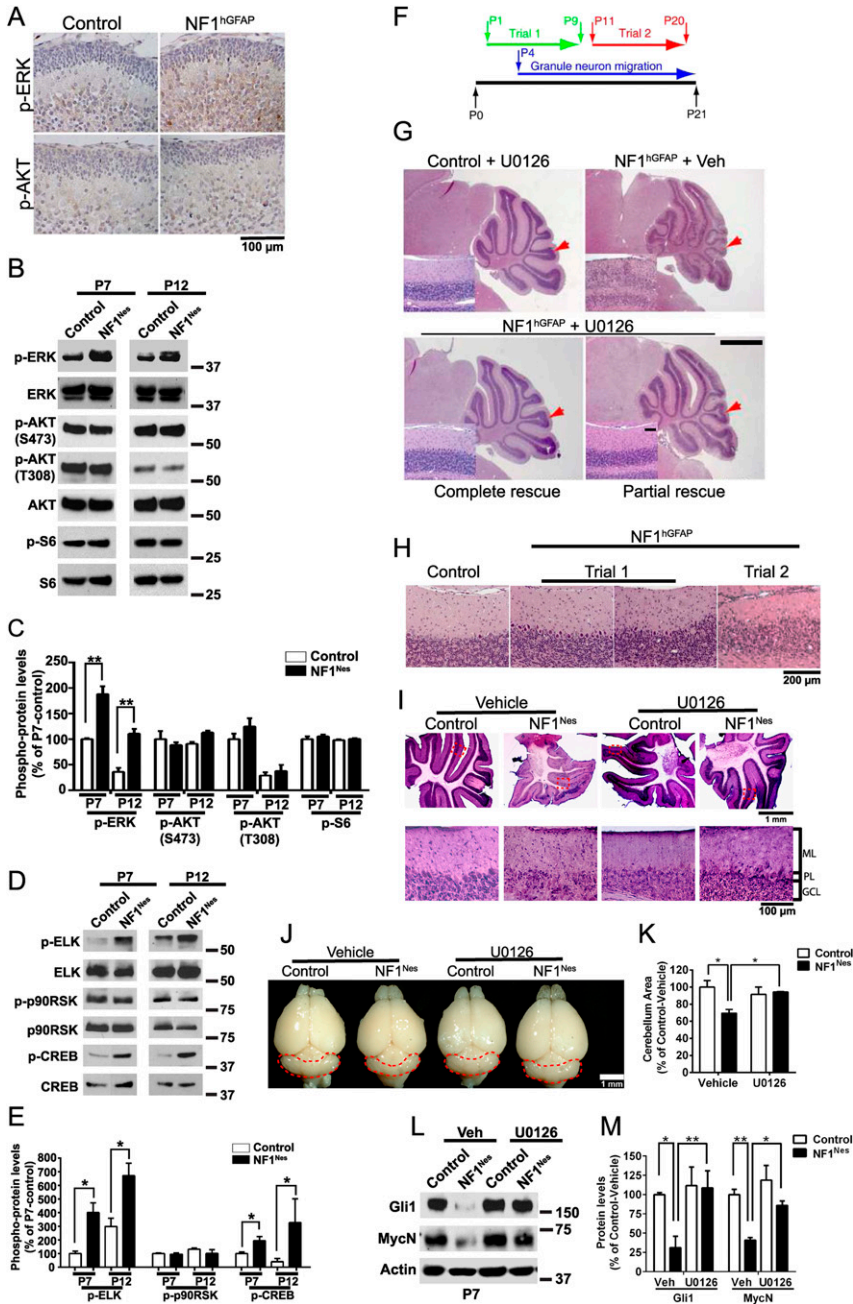 A
Control
NF1hGFAP
p-ERK
p-AKT
100 µm
B
P7
P12
Control
NF1Nes
Control
NF1Nes
p-ERK
37
ERK
37
p-AKT
(S473)
50
p-AKT
(T308)
50
AKT
50
p-S6
25
S6
25
C
Phospho-protein levels
(% of P7-control)
250
200
150
100
50
0
**
**
Control
NF1Nes
P7
P12
P7
P12
P7
P12
P7
P12
p-ERK
p-AKT
(S473)
p-AKT
(T308)
p-S6
D
P7
P12
Control
NF1Nes
Control
NF1Nes
p-ELK
50
ELK
50
p-p90RSK
75
p90RSK
75
p-CREB
37
CREB
37
E
Phospho-protein levels
(% of P7-control)
800
700
600
500
400
300
200
100
0
*
*
*
*
Control
NF1Nes
P7
P12
P7
P12
P7
P12
p-ELK
p-p90RSK
p-CREB
F
P1
P9
P11
P20
Trial 1
Trial 2
P4
Granule neuron migration
P0
P21
G
Control + U0126
NF1hGFAP + Veh
NF1hGFAP + U0126
Complete rescue
Partial rescue
H
NF1hGFAP
Control
Trial 1
Trial 2
200 µm
I
Vehicle
U0126
Control
NF1Nes
Control
NF1Nes
1 mm
ML
PL
GCL
100 µm
J
Vehicle
U0126
Control
NF1Nes
Control
NF1Nes
1 mm
K
Cerebellum Area
(% of Control-Vehicle)
120
100
80
60
40
20
0
*
*
Control
NF1Nes
Vehicle
U0126
L
Veh
U0126
Control
NF1Nes
Control
NF1Nes
Gli1
150
MycN
75
Actin
37
P7
M
Protein levels
(% of Control-Vehicle)
200
150
100
50
0
*
**
**
*
Control
NF1Nes
Veh
U0126
Veh
U0126
Gli1
MycN